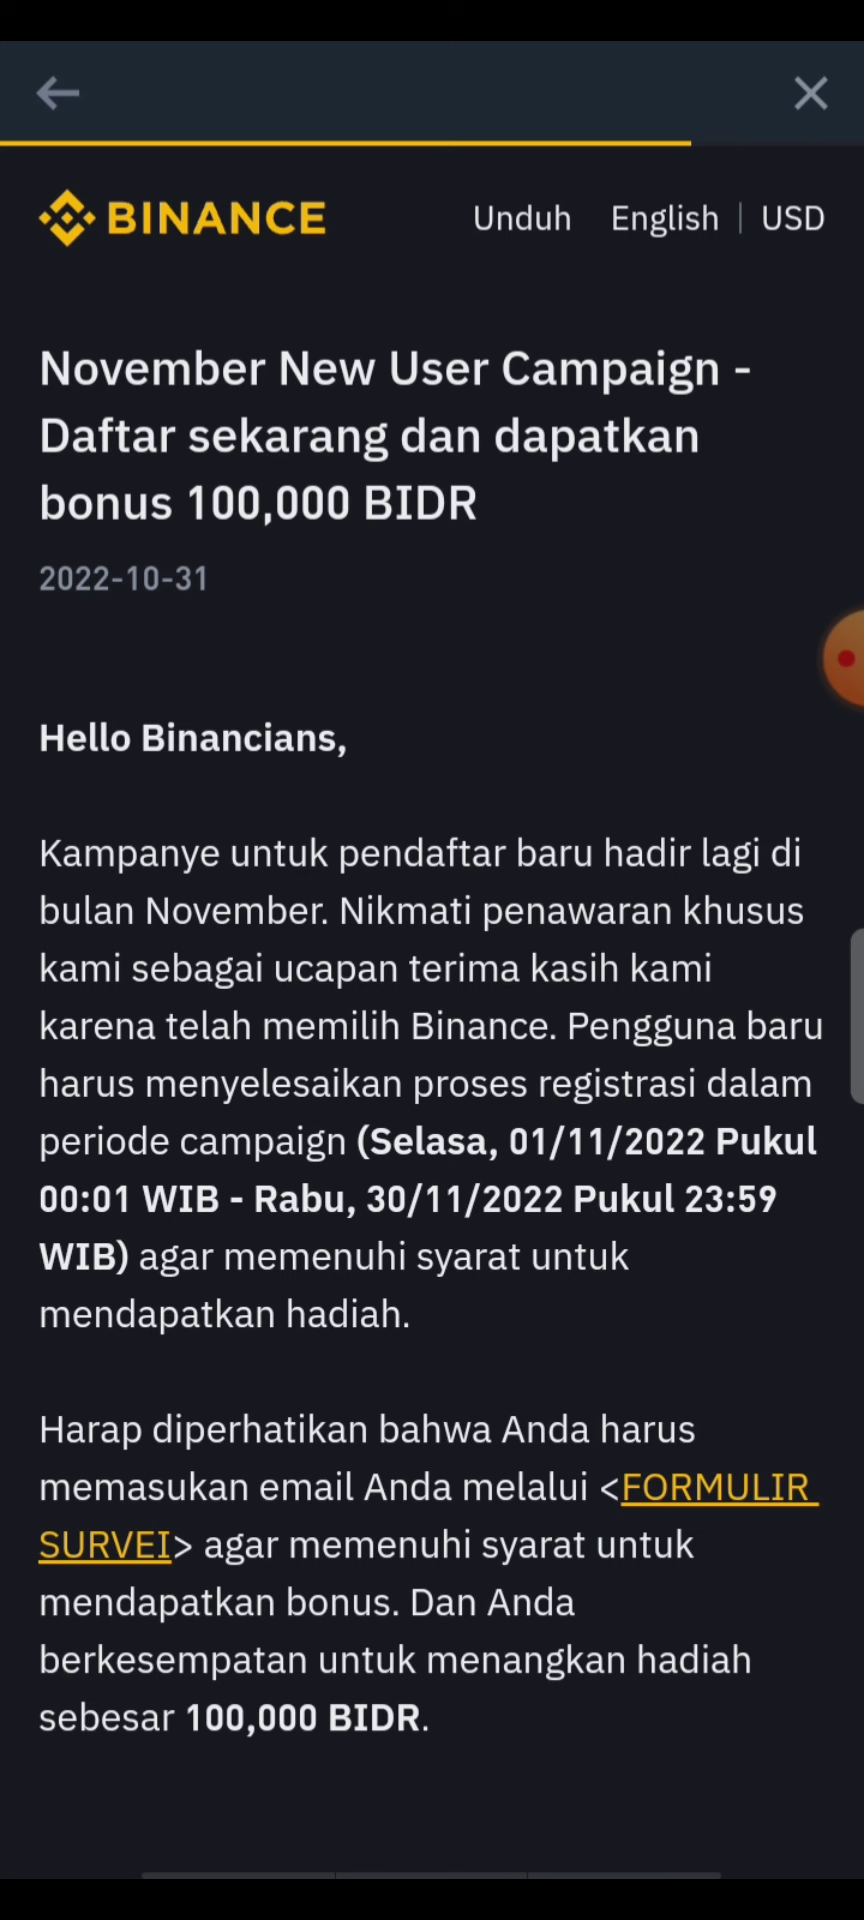 BINANCE
Unduh English | USD
November New User Campaign -
Daftar sekarang dan dapatkan
bonus 100,000 BIDR
2022-10-31
Hello Binancians,
Kampanye untuk pendaftar baru hadir lagi di
bulan November. Nikmati penawaran khusus
kami sebagai ucapan terima kasih kami
karena telah memilih Binance. Pengguna baru
harus menyelesaikan proses registrasi dalam
periode campaign (Selasa, 01/11/2022 Pukul
00:01 WIB - Rabu, 30/11/2022 Pukul 23:59
WIB) agar memenuhi syarat untuk
mendapatkan hadiah.
Harap diperhatikan bahwa Anda harus
memasukan email Anda melalui <FORMULIR
SURVEI> agar memenuhi syarat untuk
mendapatkan bonus. Dan Anda
berkesempatan untuk menangkan hadiah
sebesar 100,000 BIDR.